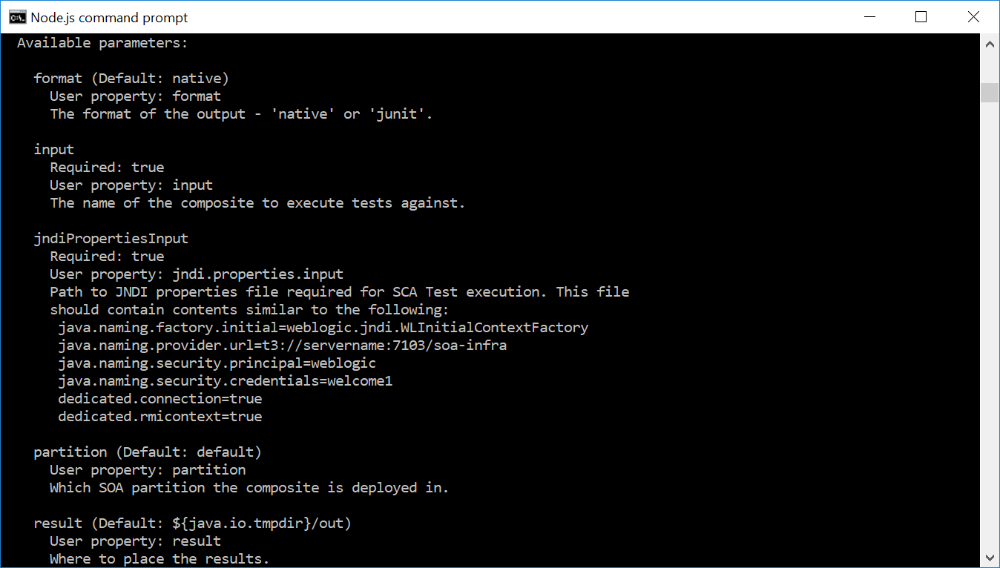 Node.js command prompt
Available parameters:
format (Default: native)
User property: format
The format of the output - 'native' or 'junit'.
input
Required: true
User property: input
The name of the composite to execute tests against.
jndiPropertiesInput
Required: true
User property: jndi.properties.input
Path to JNDI properties file required for SCA Test execution. This file
should contain contents similar to the following:
java.naming.factory.initial=weblogic.jndi.WLInitialContextFactory
java.naming.provider.url=t3://servername:7103/soa-infra
java.naming.security.principal=weblogic
java.naming.security.credentials=welcome1
dedicated.connection=true
dedicated.rmicontext=true
partition (Default: default)
User property: partition
Which SOA partition the composite is deployed in.
result (Default: ${java.io.tmpdir}/out)
User property: result
Where to place the results.